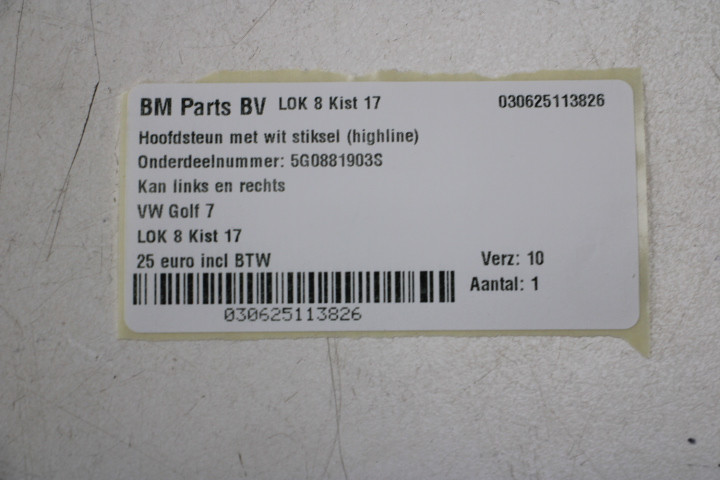 BM Parts BV LOK 8 Kist 17 030625113826
Hoofdsteun met wit stiksel (highline)
Onderdeelnummer: 5G0881903S
Kan links en rechts
VW Golf 7
LOK 8 Kist 17
25 euro incl BTW Verz: 10
Aantal: 1
030625113826